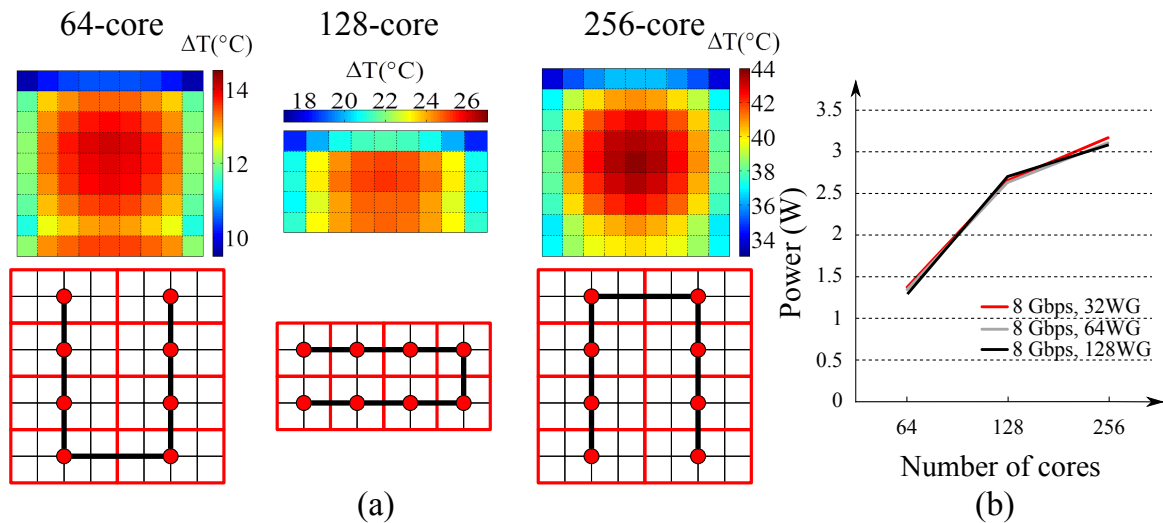 64-core
128-core
256-core
ΔT(°C)
14
12
10
ΔT(°C)
18 20 22 24 26
ΔT(°C)
44
42
40
38
36
34
(a)
3.5
3
2.5
2
1.5
1
0.5
0
Power (W)
8 Gbps, 32WG
8 Gbps, 64WG
8 Gbps, 128WG
64 128 256
Number of cores
(b)